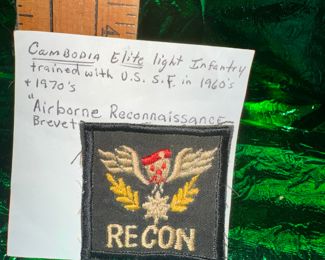 CAMBODIA Elite light Infantry
trained with U.S. S.F. in 1960's
+ 1970's
"Airborne Reconnaissance
Brevet
RECON